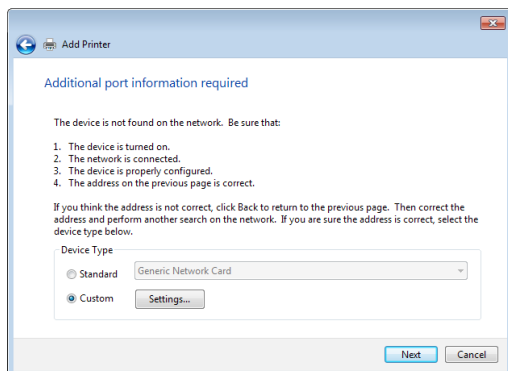 Add Printer
Additional port information required
The device is not found on the network. Be sure that:
1. The device is turned on.
2. The network is connected.
3. The device is properly configured.
4. The address on the previous page is correct.
If you think the address is not correct, click Back to return to the previous page. Then correct the
address and perform another search on the network. If you are sure the address is correct, select the
device type below.
Device Type
Standard Generic Network Card
Custom Settings...
Next Cancel